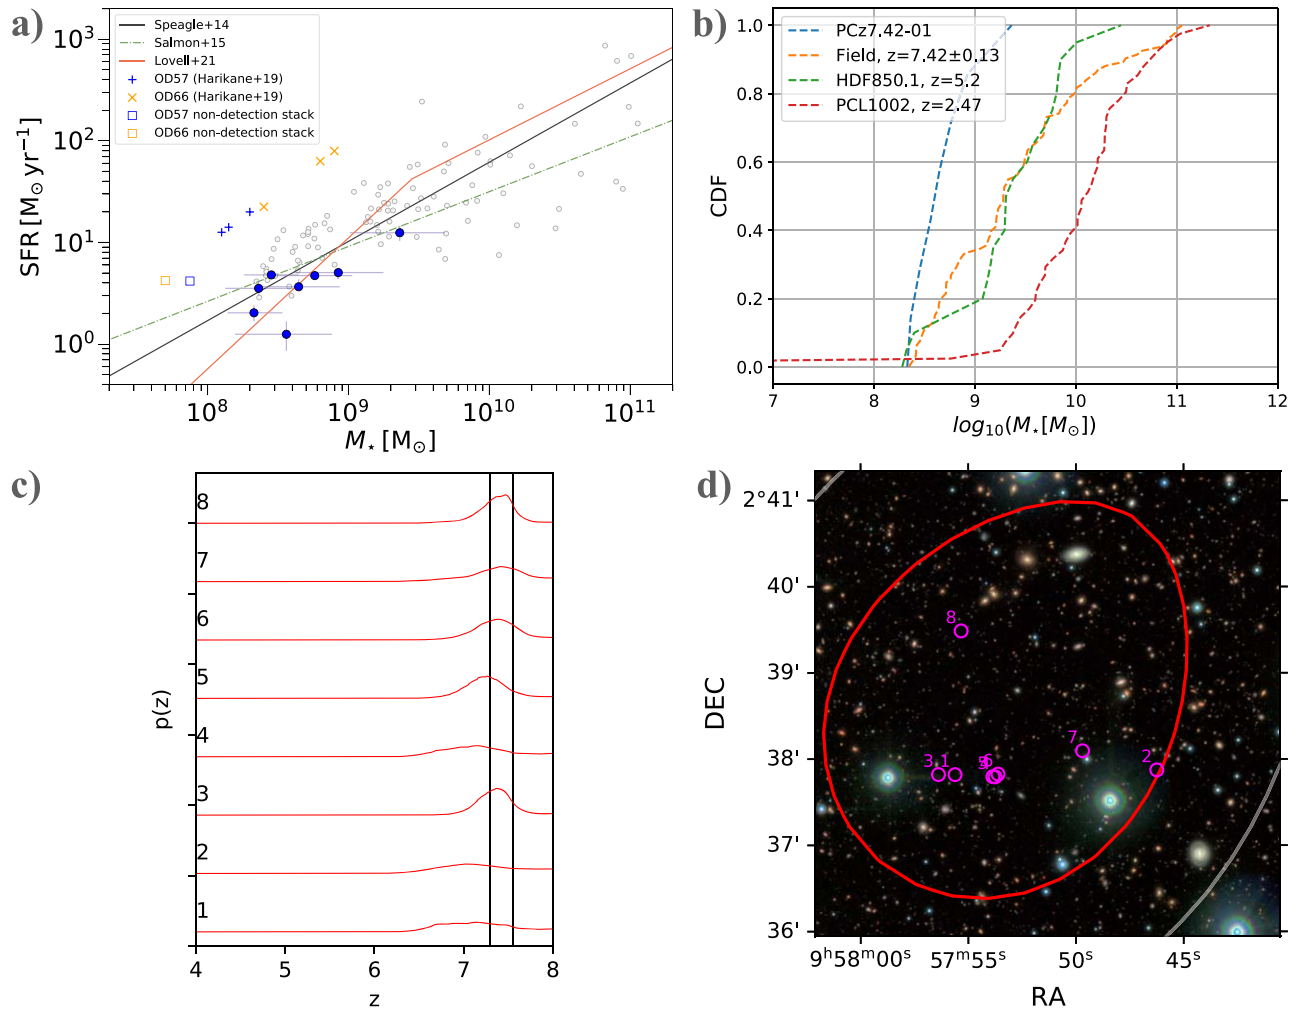 a)
10³
10²
10¹
10⁰
SFR [M⊙ yr⁻¹]
Speagle+14
Salmon+15
Lovell+21
OD57 (Harikane+19)
OD66 (Harikane+19)
OD57 non-detection stack
OD66 non-detection stack
10⁸ 10⁹ 10¹⁰ 10¹¹
M⋆ [M⊙]
b)
1.0
0.8
0.6
0.4
0.2
0.0
CDF
PCz7.42-01
Field, z=7.42±0.13
HDF850.1, z=5.2
PCL1002, z=2.47
7 8 9 10 11 12
log₁₀(M⋆[M⊙])
c)
p(z)
8
7
6
5
4
3
2
1
4 5 6 7 8
z
d)
2°41'
40'
39'
38'
37'
36'
DEC
8
7
2
3 1
6
9ʰ58ᵐ00ˢ 57ᵐ55ˢ 50ˢ 45ˢ
RA